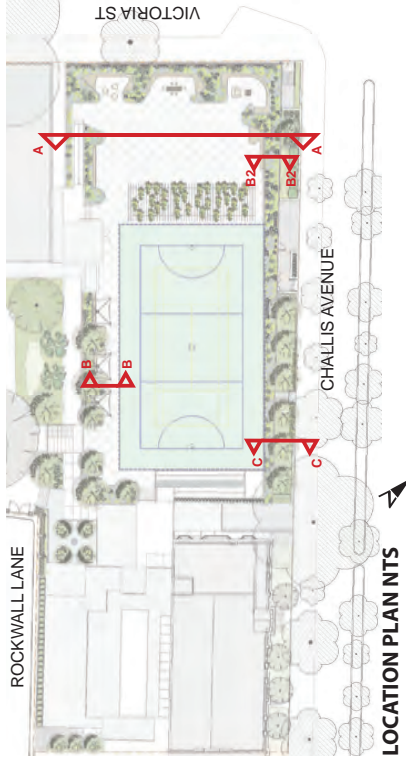 VICTORIA ST
A
B2
B2
A
B
B
ROCKWALL LANE
CHALLIS AVENUE
C
C
LOCATION PLAN NTS